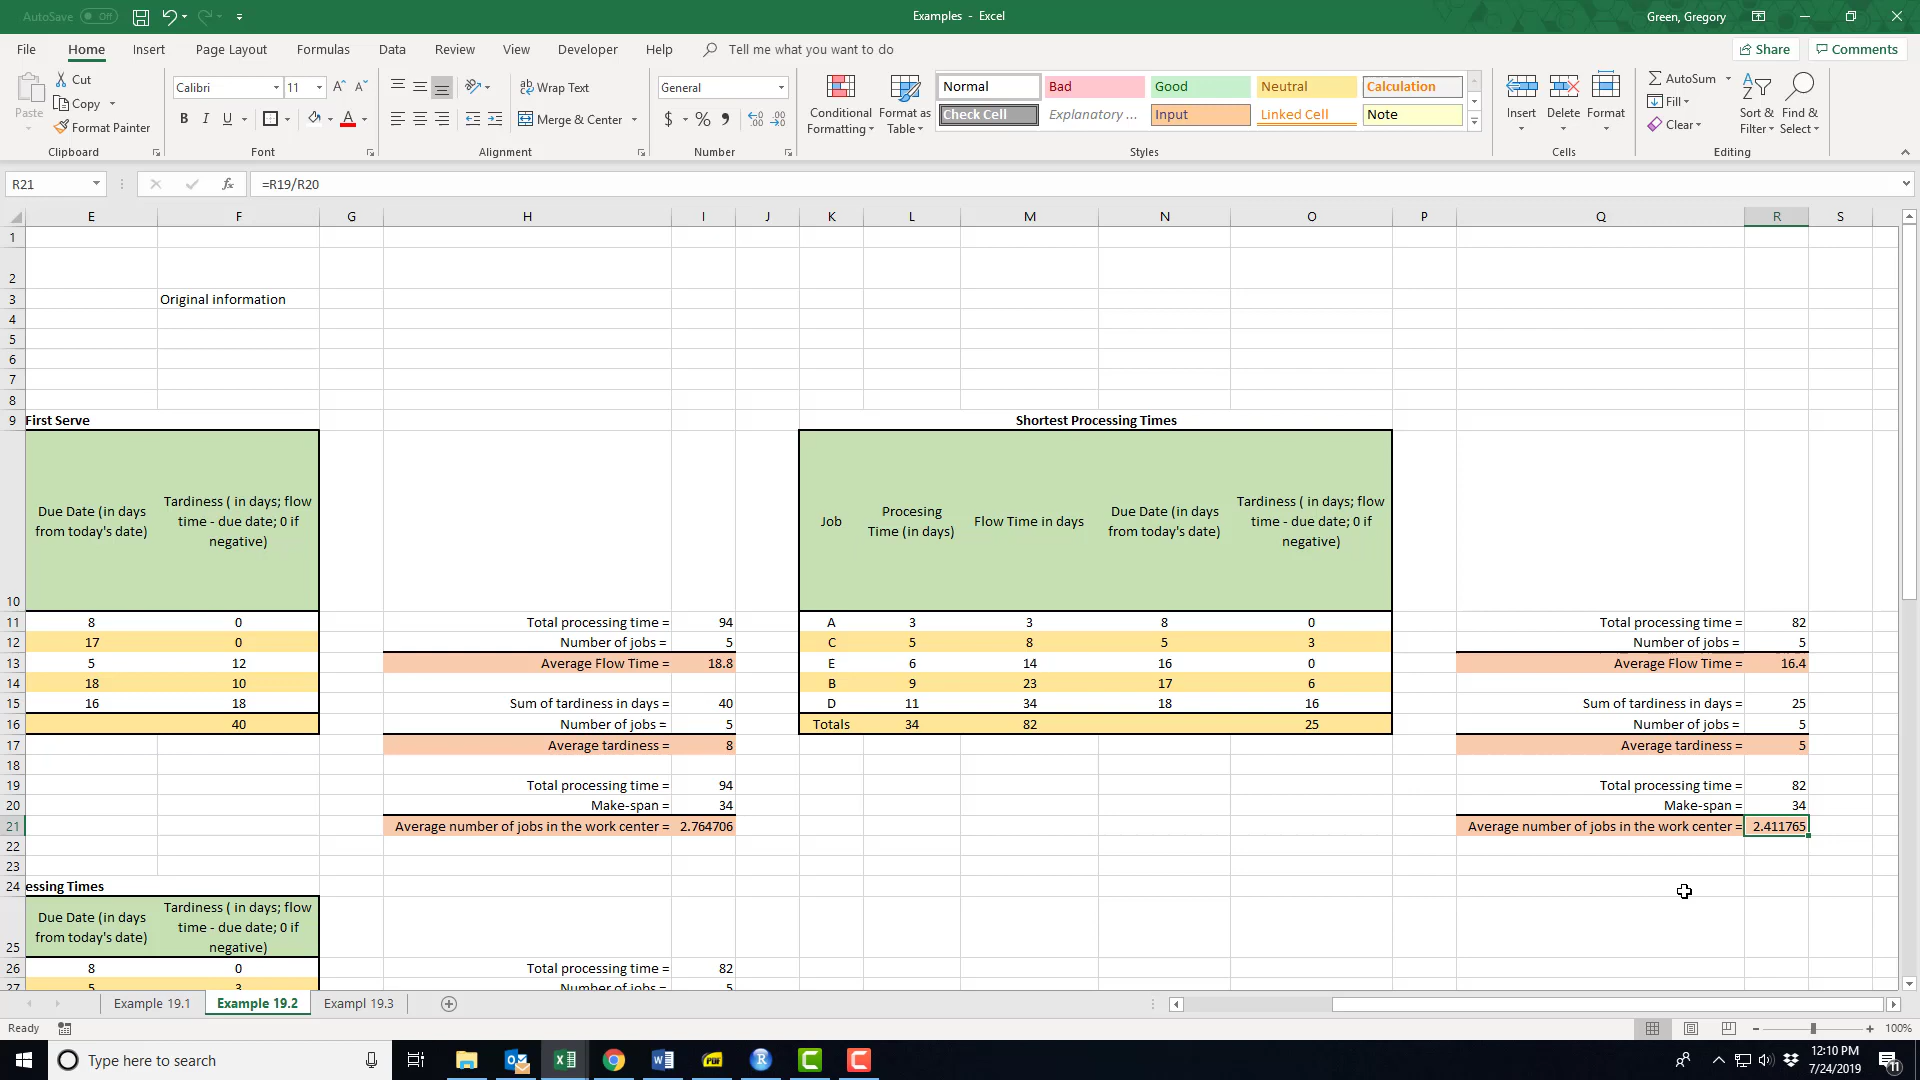 AutoSave Off
Examples - Excel
Green, Gregory
File Home Insert Page Layout Formulas Data Review View Developer Help Tell me what you want to do
Share Comments
Paste
Cut
Copy
Format Painter
Clipboard
Calibri 11
B I U
Font
Wrap Text
Merge & Center
Alignment
General
$ % ,
Number
Conditional Formatting
Format as Table
Normal Bad Good Neutral Calculation
Check Cell Explanatory ... Input Linked Cell Note
Styles
Insert Delete Format
Cells
AutoSum
Fill
Clear
Sort & Filter
Find & Select
Editing
R21 fx =R19/R20
E F G H I J K L M N O P Q R S
1
2
3 Original information
4
5
6
7
8
9 First Serve Shortest Processing Times
10 Due Date (in days from today's date) Tardiness ( in days; flow time - due date; 0 if negative) Job Procesing Time (in days) Flow Time in days Due Date (in days from today's date) Tardiness ( in days; flow time - due date; 0 if negative)
11 8 0 Total processing time = 94 A 3 3 8 0 Total processing time = 82
12 17 0 Number of jobs = 5 C 5 8 5 3 Number of jobs = 5
13 5 12 Average Flow Time = 18.8 E 6 14 16 0 Average Flow Time = 16.4
14 18 10 B 9 23 17 6
15 16 18 Sum of tardiness in days = 40 D 11 34 18 16 Sum of tardiness in days = 25
16 40 Number of jobs = 5 Totals 34 82 25 Number of jobs = 5
17 Average tardiness = 8 Average tardiness = 5
18
19 Total processing time = 94 Total processing time = 82
20 Make-span = 34 Make-span = 34
21 Average number of jobs in the work center = 2.764706 Average number of jobs in the work center = 2.411765
22
23
24 essing Times
25 Due Date (in days from today's date) Tardiness ( in days; flow time - due date; 0 if negative)
26 8 0 Total processing time = 82
27 5 3 Number of jobs = 5
Example 19.1 Example 19.2 Exampl 19.3
Ready
100%
Type here to search
PDF
R
12:10 PM
7/24/2019
11